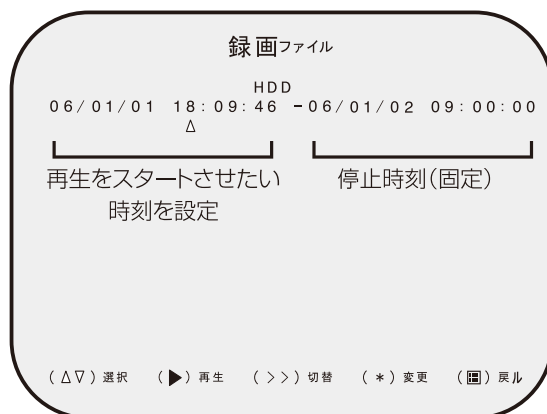 録画ファイル
HDD
06/01/01 18:09:46 -06/01/02 09:00:00
△
再生をスタートさせたい 停止時刻(固定)
時刻を設定
(△▽)選択 (▶)再生 (>>)切替 (*)変更 (▤)戻ル